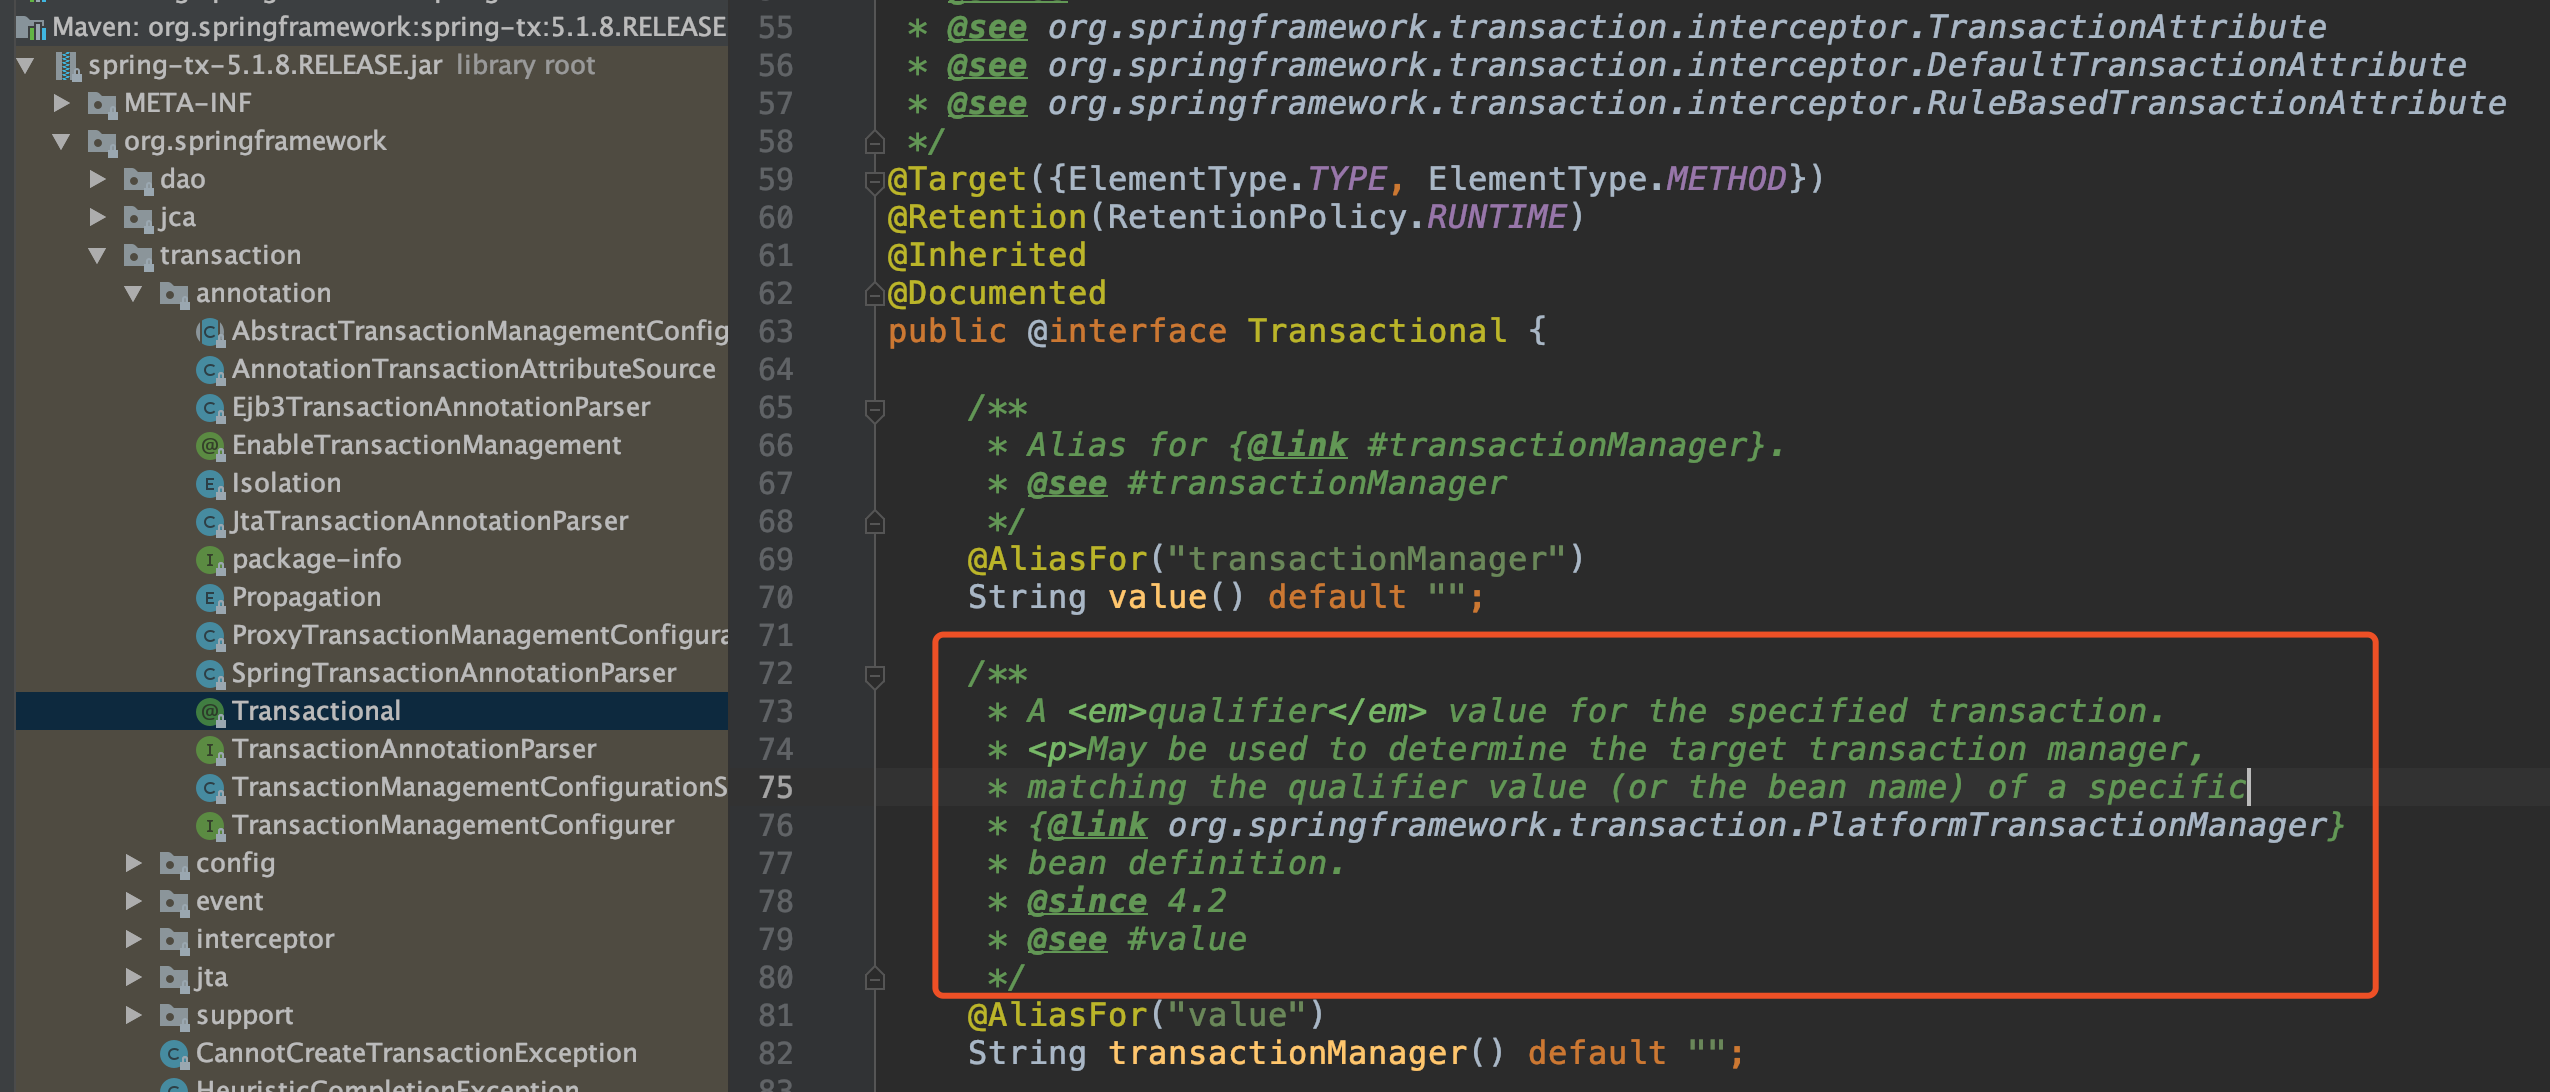 Maven: org.springframework:spring-tx:5.1.8.RELEASE
spring-tx-5.1.8.RELEASE.jar library root
META-INF
org.springframework
dao
jca
transaction
annotation
AbstractTransactionManagementConfig
AnnotationTransactionAttributeSource
Ejb3TransactionAnnotationParser
EnableTransactionManagement
Isolation
JtaTransactionAnnotationParser
package-info
Propagation
ProxyTransactionManagementConfigura
SpringTransactionAnnotationParser
Transactional
TransactionAnnotationParser
TransactionManagementConfigurationS
TransactionManagementConfigurer
config
event
interceptor
jta
support
CannotCreateTransactionException
HeuristicCompletionException
55 * @see org.springframework.transaction.interceptor.TransactionAttribute
56 * @see org.springframework.transaction.interceptor.DefaultTransactionAttribute
57 * @see org.springframework.transaction.interceptor.RuleBasedTransactionAttribute
58 */
59 @Target({ElementType.TYPE, ElementType.METHOD})
60 @Retention(RetentionPolicy.RUNTIME)
61 @Inherited
62 @Documented
63 public @interface Transactional {
64
65 /**
66 * Alias for {@link #transactionManager}.
67 * @see #transactionManager
68 */
69 @AliasFor("transactionManager")
70 String value() default "";
71
72 /**
73 * A <em>qualifier</em> value for the specified transaction.
74 * <p>May be used to determine the target transaction manager,
75 * matching the qualifier value (or the bean name) of a specific
76 * {@link org.springframework.transaction.PlatformTransactionManager}
77 * bean definition.
78 * @since 4.2
79 * @see #value
80 */
81 @AliasFor("value")
82 String transactionManager() default "";
83